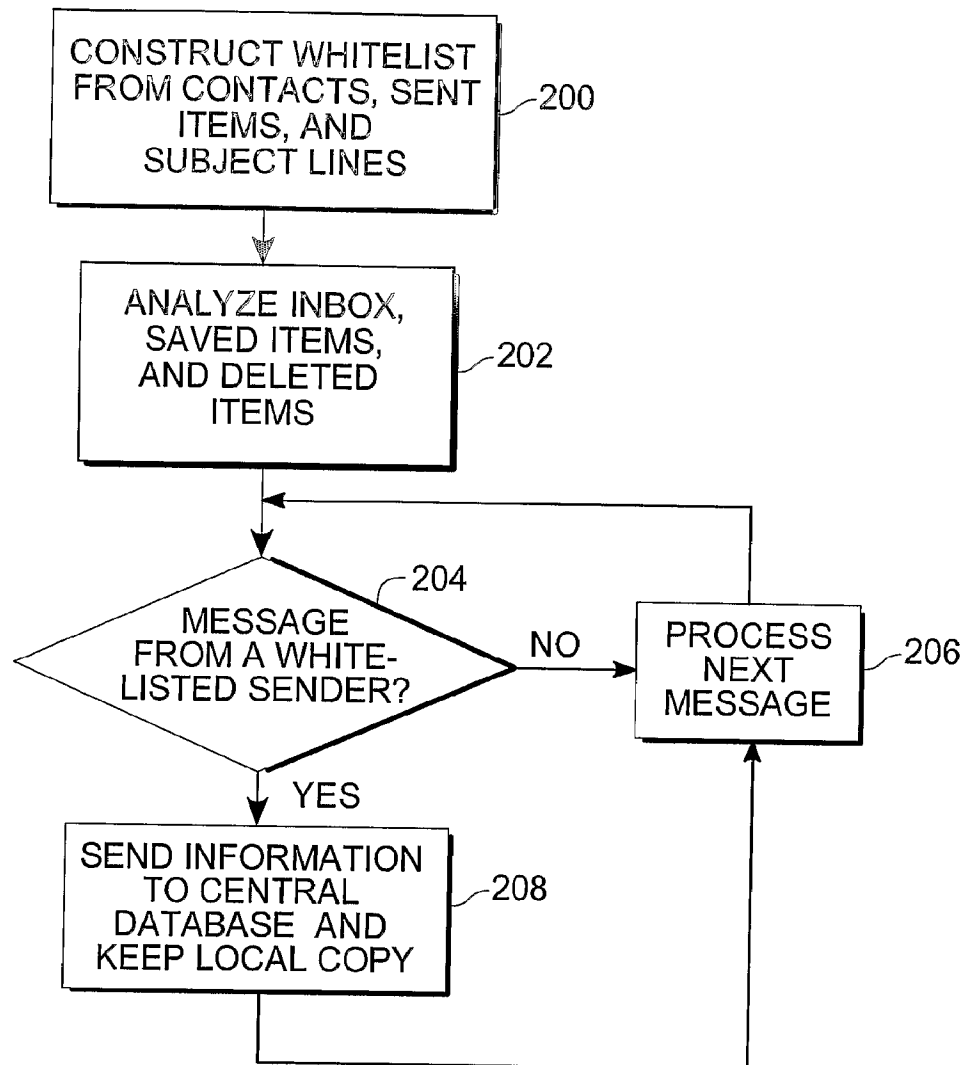 CONSTRUCT WHITELIST
FROM CONTACTS, SENT
ITEMS, AND
SUBJECT LINES
200
ANALYZE INBOX,
SAVED ITEMS,
AND DELETED
ITEMS
202
204
MESSAGE
FROM A WHITE-
LISTED SENDER?
NO
PROCESS
NEXT
MESSAGE
206
YES
SEND INFORMATION
TO CENTRAL
DATABASE AND
KEEP LOCAL COPY
208